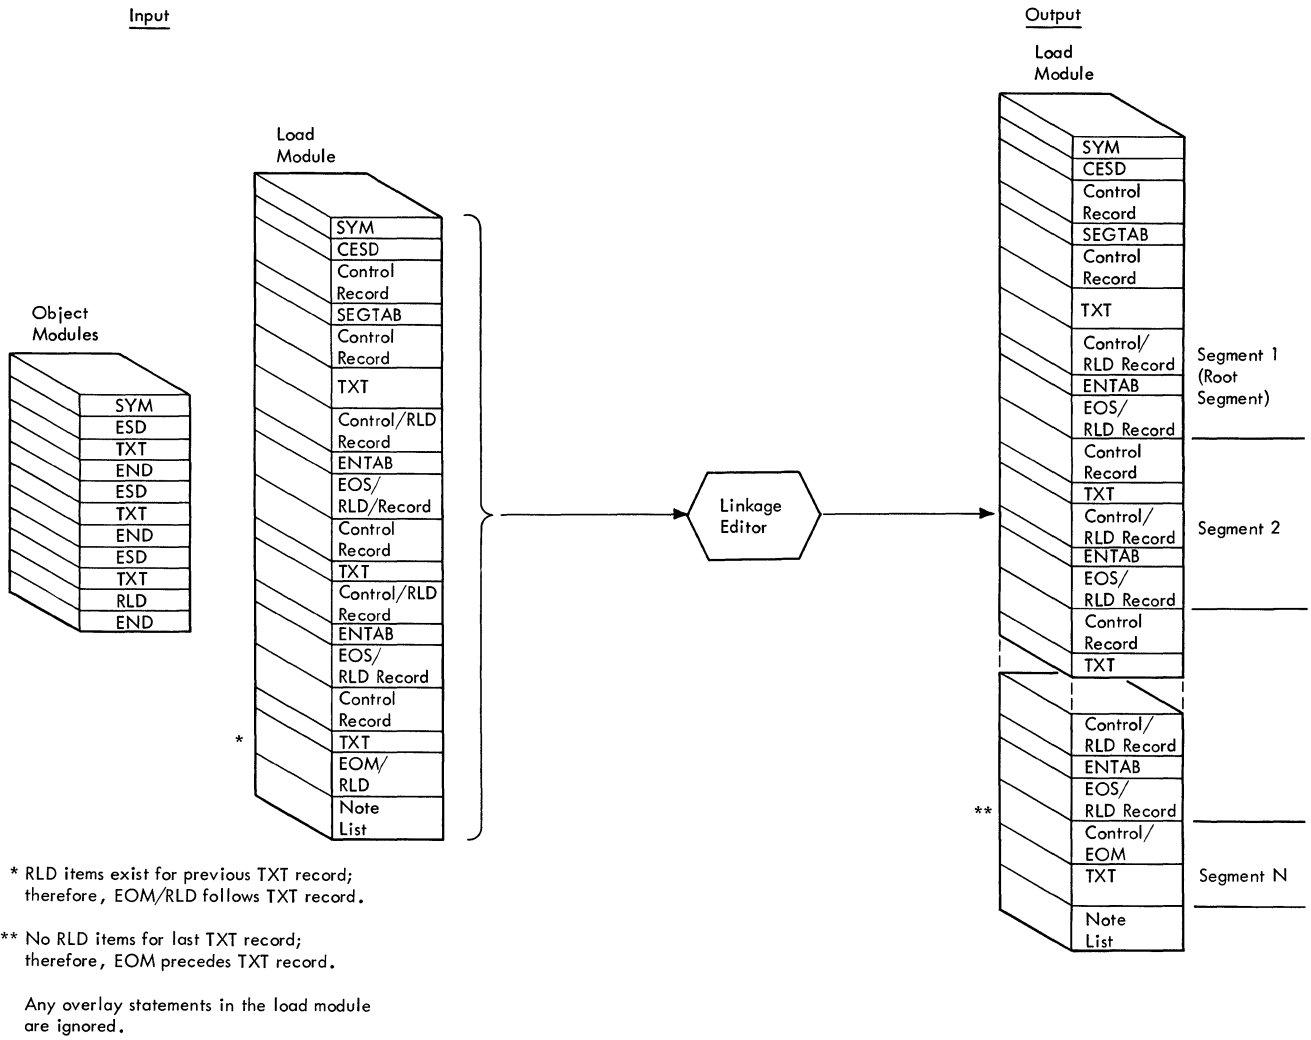 Input
Output
Load
Module
Load
Module
Object
Modules
SYM
ESD
TXT
END
ESD
TXT
END
ESD
TXT
RLD
END
SYM
CESD
Control
Record
SEGTAB
Control
Record
TXT
Control/RLD
Record
ENTAB
EOS/
RLD/Record
Control
Record
TXT
Control/RLD
Record
ENTAB
EOS/
RLD Record
Control
Record
*
TXT
EOM/
RLD
Note
List
Linkage
Editor
SYM
CESD
Control
Record
SEGTAB
Control
Record
TXT
Control/
RLD Record
ENTAB
EOS/
RLD Record
Segment 1
(Root
Segment)
Control
Record
TXT
Control/
RLD Record
ENTAB
EOS/
RLD Record
Segment 2
Control
Record
TXT
Control/
RLD Record
ENTAB
EOS/
RLD Record
**
Control/
EOM
TXT
Segment N
Note
List
* RLD items exist for previous TXT record;
therefore, EOM/RLD follows TXT record.
** No RLD items for last TXT record;
therefore, EOM precedes TXT record.
Any overlay statements in the load module
are ignored.